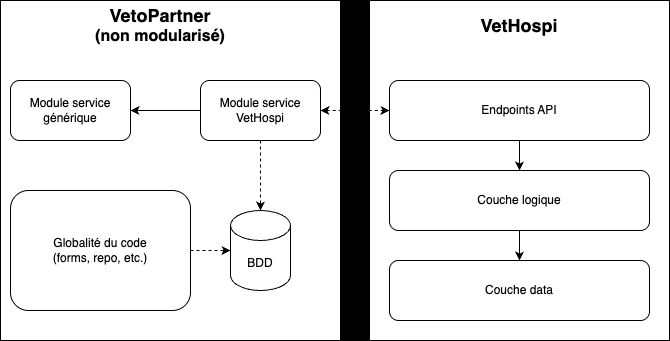 VetoPartner
(non modularisé)
Module service
générique
Module service
VetHospi
Globalité du code
(forms, repo, etc.)
BDD
VetHospi
Endpoints API
Couche logique
Couche data